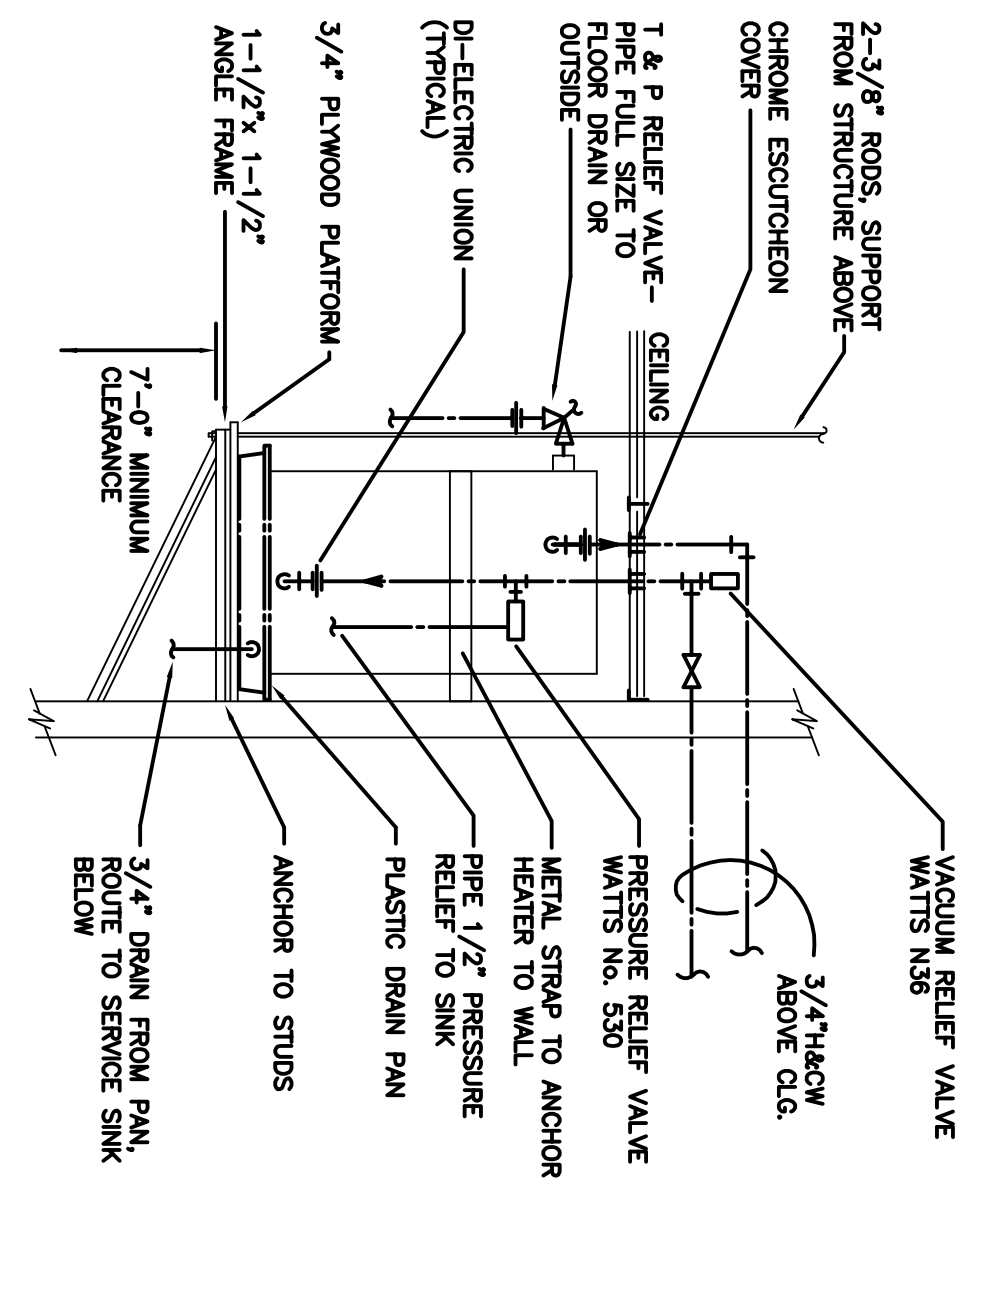 2-3/8" RODS, SUPPORT
FROM STRUCTURE ABOVE
CHROME ESCUTCHEON
COVER
T & P RELIEF VALVE-
PIPE FULL SIZE TO
FLOOR DRAIN OR
OUTSIDE
DI-ELECTRIC UNION
(TYPICAL)
3/4" PLYWOOD PLATFORM
1-1/2"x 1-1/2"
ANGLE FRAME
CEILING
7'-0" MINIMUM
CLEARANCE
VACUUM RELIEF VALVE
WATTS N36
3/4"H&CW
ABOVE CLG.
PRESSURE RELIEF VALVE
WATTS No. 530
METAL STRAP TO ANCHOR
HEATER TO WALL
PIPE 1/2" PRESSURE
RELIEF TO SINK
PLASTIC DRAIN PAN
ANCHOR TO STUDS
3/4" DRAIN FROM PAN,
ROUTE TO SERVICE SINK
BELOW